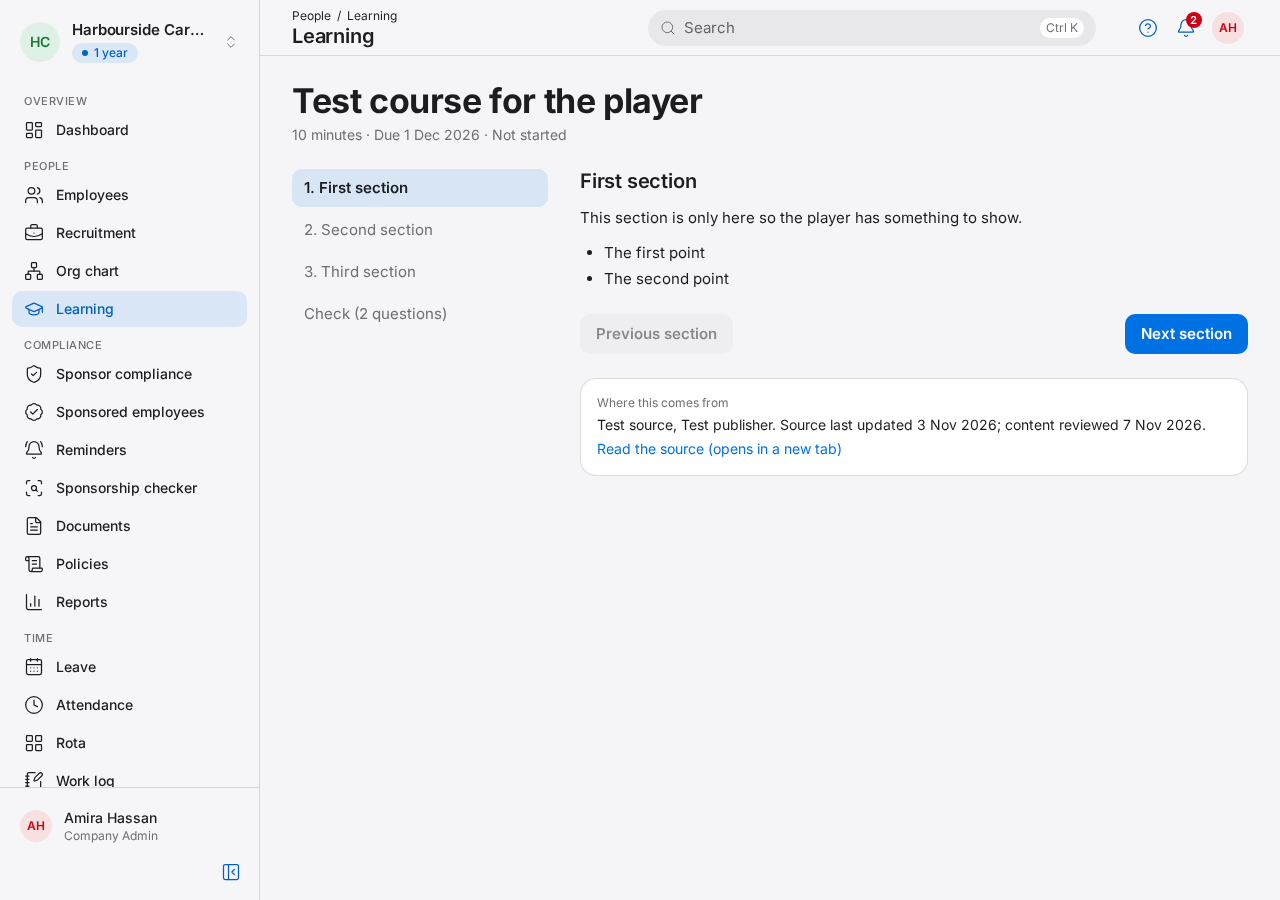 HC
Harbourside Car...
1 year
OVERVIEW
Dashboard
PEOPLE
Employees
Recruitment
Org chart
Learning
COMPLIANCE
Sponsor compliance
Sponsored employees
Reminders
Sponsorship checker
Documents
Policies
Reports
TIME
Leave
Attendance
Rota
Work log
AH
Amira Hassan
Company Admin
People / Learning
Learning
Search
Ctrl K
2
AH
Test course for the player
10 minutes · Due 1 Dec 2026 · Not started
1. First section
2. Second section
3. Third section
Check (2 questions)
First section
This section is only here so the player has something to show.
• The first point
• The second point
Previous section
Next section
Where this comes from
Test source, Test publisher. Source last updated 3 Nov 2026; content reviewed 7 Nov 2026.
Read the source (opens in a new tab)